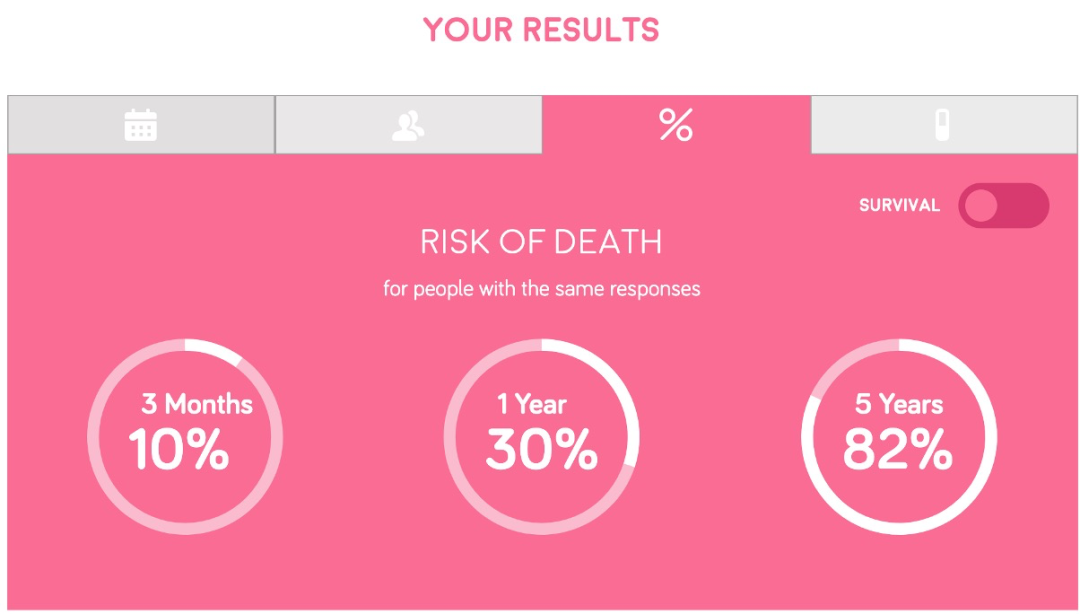 YOUR RESULTS
%
SURVIVAL
RISK OF DEATH
for people with the same responses
3 Months
10%
1 Year
30%
5 Years
82%